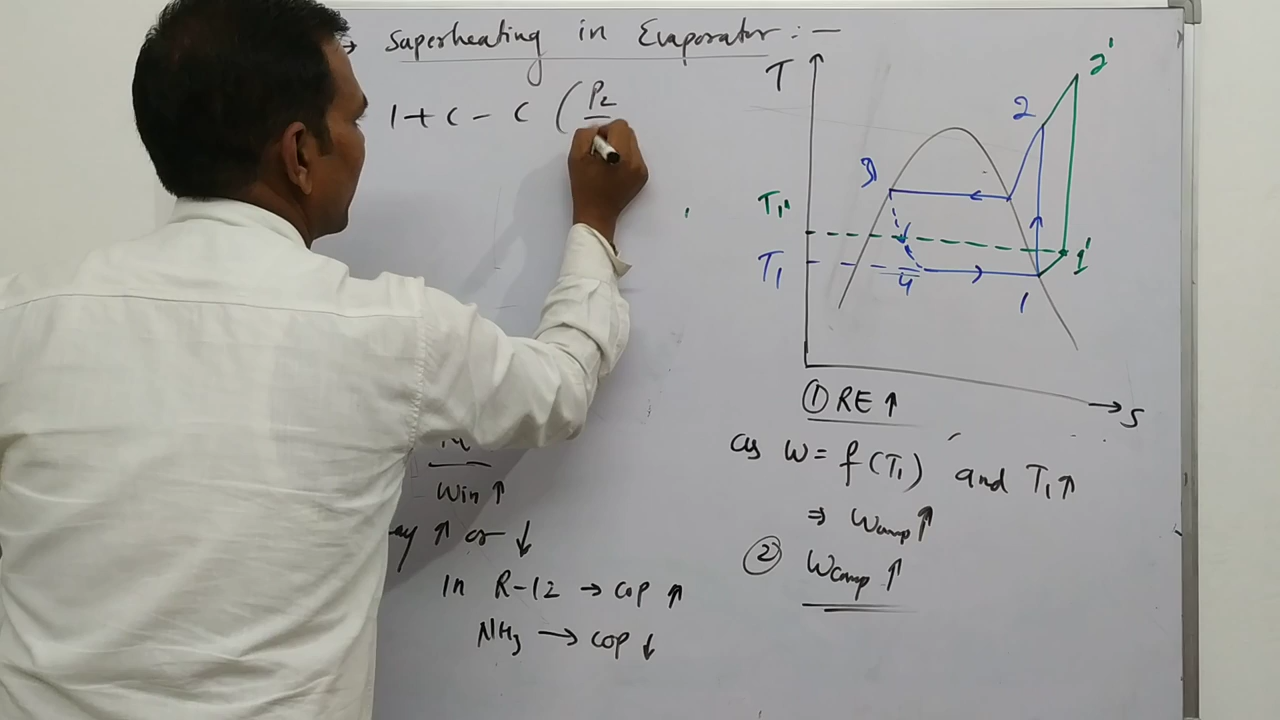 → Superheating in Evaporator : —
1 + C - C ( P2
Win ↑
↑ or ↓
In R-12 → COP ↑
NH3 → COP ↓
T
2'
2
3
T1'
T1
1'
4
1
S
① RE ↑
as W = f(T1) and T1 ↑
⇒ Wcomp ↑
② Wcomp ↑